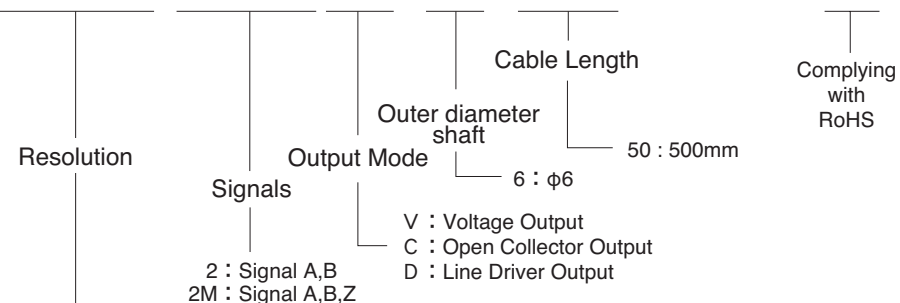 Cable Length
Complying
with
RoHS
Outer diameter
shaft
50 : 500mm
Resolution
Output Mode
6 : φ6
Signals
V : Voltage Output
C : Open Collector Output
D : Line Driver Output
2 : Signal A,B
2M : Signal A,B,Z